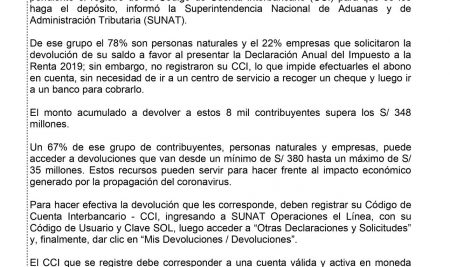 haga el depósito, informó la Superintendencia Nacional de Aduanas y de
Administración Tributaria (SUNAT).
De ese grupo el 78% son personas naturales y el 22% empresas que solicitaron la
devolución de su saldo a favor al presentar la Declaración Anual del Impuesto a la
Renta 2019; sin embargo, no registraron su CCI, lo que impide efectuarles el abono
en cuenta, sin necesidad de ir a un centro de servicio a recoger un cheque y luego ir
a un banco para cobrarlo.
El monto acumulado a devolver a estos 8 mil contribuyentes supera los S/ 348
millones.
Un 67% de ese grupo de contribuyentes, personas naturales y empresas, puede
acceder a devoluciones que van desde un mínimo de S/ 380 hasta un máximo de S/
35 millones. Estos recursos pueden servir para hacer frente al impacto económico
generado por la propagación del coronavirus.
Para hacer efectiva la devolución que les corresponde, deben registrar su Código de
Cuenta Interbancario - CCI, ingresando a SUNAT Operaciones el Línea, con su
Código de Usuario y Clave SOL, luego acceder a “Otras Declaraciones y Solicitudes”
y, finalmente, dar clic en “Mis Devoluciones / Devoluciones”.
El CCI que se registre debe corresponder a una cuenta válida y activa en moneda